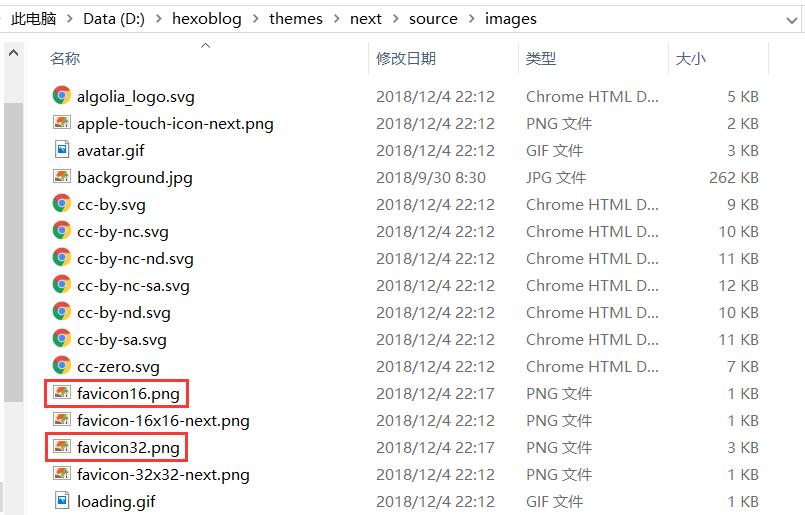 此电脑 > Data (D:) > hexoblog > themes > next > source > images
名称 修改日期 类型 大小
algolia_logo.svg 2018/12/4 22:12 Chrome HTML D... 5 KB
apple-touch-icon-next.png 2018/12/4 22:12 PNG 文件 2 KB
avatar.gif 2018/12/4 22:12 GIF 文件 3 KB
background.jpg 2018/9/30 8:30 JPG 文件 262 KB
cc-by.svg 2018/12/4 22:12 Chrome HTML D... 9 KB
cc-by-nc.svg 2018/12/4 22:12 Chrome HTML D... 10 KB
cc-by-nc-nd.svg 2018/12/4 22:12 Chrome HTML D... 11 KB
cc-by-nc-sa.svg 2018/12/4 22:12 Chrome HTML D... 12 KB
cc-by-nd.svg 2018/12/4 22:12 Chrome HTML D... 10 KB
cc-by-sa.svg 2018/12/4 22:12 Chrome HTML D... 11 KB
cc-zero.svg 2018/12/4 22:12 Chrome HTML D... 7 KB
favicon16.png 2018/12/4 22:17 PNG 文件 1 KB
favicon-16x16-next.png 2018/12/4 22:12 PNG 文件 1 KB
favicon32.png 2018/12/4 22:17 PNG 文件 3 KB
favicon-32x32-next.png 2018/12/4 22:12 PNG 文件 1 KB
loading.gif 2018/12/4 22:12 GIF 文件 1 KB